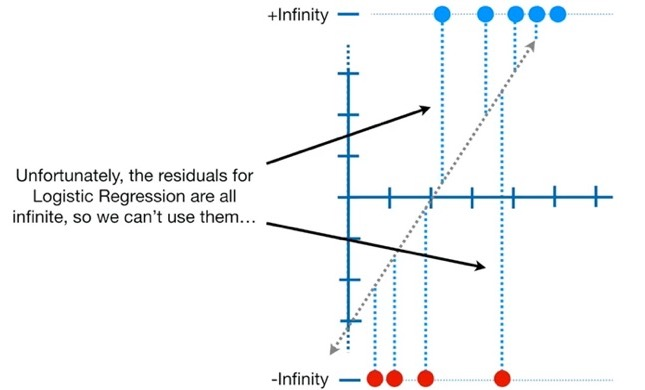 +Infinity
Unfortunately, the residuals for
Logistic Regression are all
infinite, so we can’t use them…
-Infinity